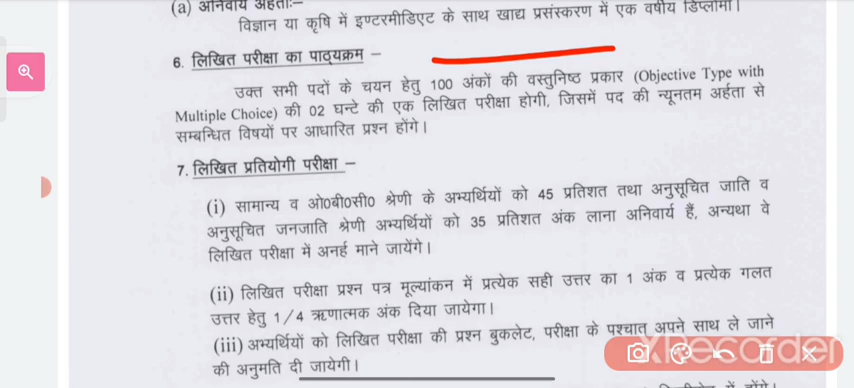 (a) अनिवार्य अर्हताः–
विज्ञान या कृषि में इण्टरमीडिएट के साथ खाद्य प्रसंस्करण में एक वर्षीय डिप्लोमा।
6. लिखित परीक्षा का पाठ्यक्रम –
उक्त सभी पदों के चयन हेतु 100 अंकों की वस्तुनिष्ठ प्रकार (Objective Type with
Multiple Choice) की 02 घन्टे की एक लिखित परीक्षा होगी, जिसमें पद की न्यूनतम अर्हता से
सम्बन्धित विषयों पर आधारित प्रश्न होंगे।
7. लिखित प्रतियोगी परीक्षा –
(i) सामान्य व ओ0बी0सी0 श्रेणी के अभ्यर्थियों को 45 प्रतिशत तथा अनुसूचित जाति व
अनुसूचित जनजाति श्रेणी अभ्यर्थियों को 35 प्रतिशत अंक लाना अनिवार्य हैं, अन्यथा वे
लिखित परीक्षा में अनर्ह माने जायेंगे।
(ii) लिखित परीक्षा प्रश्न पत्र मूल्यांकन में प्रत्येक सही उत्तर का 1 अंक व प्रत्येक गलत
उत्तर हेतु 1/4 ऋणात्मक अंक दिया जायेगा।
(iii) अभ्यर्थियों को लिखित परीक्षा की प्रश्न बुकलेट, परीक्षा के पश्चात् अपने साथ ले जाने
की अनुमति दी जायेगी।